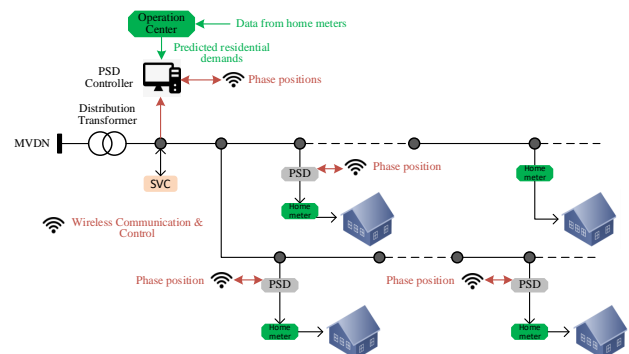 Operation
Center
Data from home meters
Predicted residential
demands
PSD
Controller
Phase positions
Distribution
Transformer
MVDN
SVC
PSD
Phase position
Home
meter
Home
meter
Wireless Communication &
Control
Phase position
PSD
Phase position
PSD
Home
meter
Home
meter